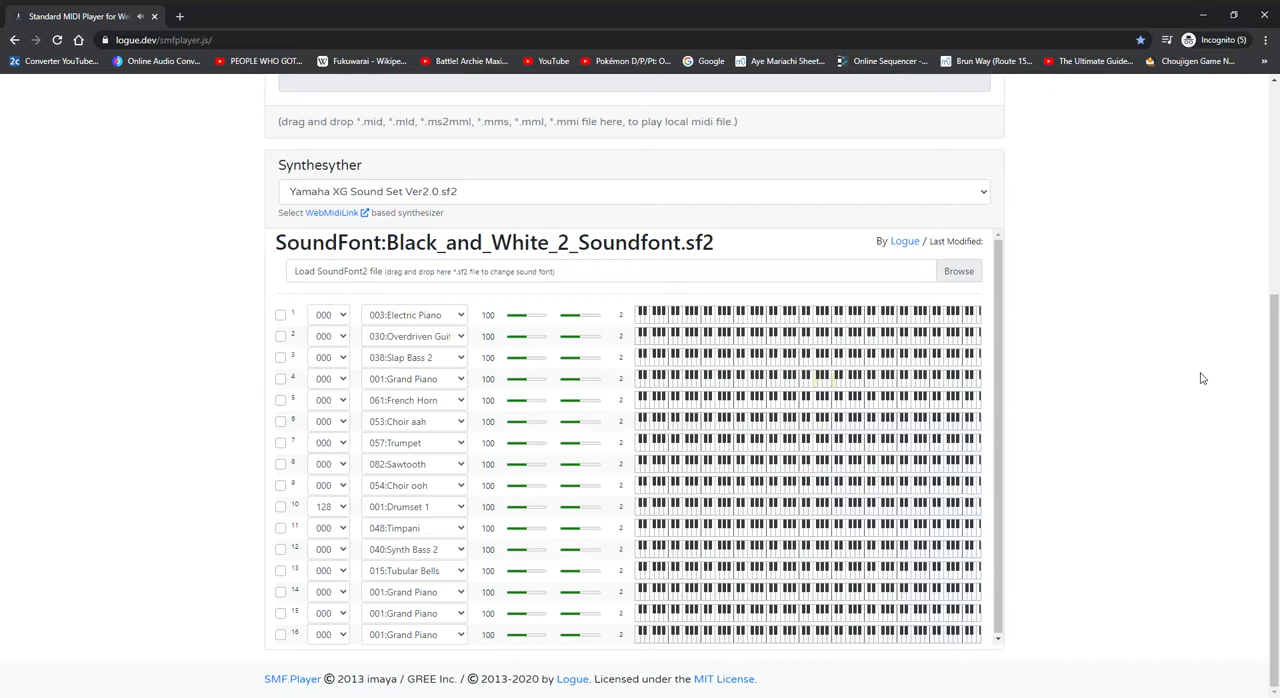 Standard MIDI Player for We
logue.dev/smfplayer.js/
Incognito (5)
Converter YouTube...
Online Audio Conv...
PEOPLE WHO GOT...
Fukuwarai - Wikipe...
Battle! Archie Maxi...
YouTube
Pokémon D/P/Pt: O...
Google
Aye Mariachi Sheet...
Online Sequencer -...
Brun Way (Route 15...
The Ultimate Guide...
Choujigen Game N...
»
(drag and drop *.mid, *.mld, *.ms2mml, *.mms, *.mml, *.mmi file here, to play local midi file.)
Synthesyther
Yamaha XG Sound Set Ver2.0.sf2
Select WebMidiLink based synthesizer
SoundFont:Black_and_White_2_Soundfont.sf2
By Logue / Last Modified:
Load SoundFont2 file (drag and drop here *.sf2 file to change sound font)
Browse
1 000 003:Electric Piano 100 2
2 000 030:Overdriven Guit 100 2
3 000 038:Slap Bass 2 100 2
4 000 001:Grand Piano 100 2
5 000 061:French Horn 100 2
6 000 053:Choir aah 100 2
7 000 057:Trumpet 100 2
8 000 082:Sawtooth 100 2
9 000 054:Choir ooh 100 2
10 128 001:Drumset 1 100 2
11 000 048:Timpani 100 2
12 000 040:Synth Bass 2 100 2
13 000 015:Tubular Bells 100 2
14 000 001:Grand Piano 100 2
15 000 001:Grand Piano 100 2
16 000 001:Grand Piano 100 2
SMF.Player © 2013 imaya / GREE Inc. / © 2013-2020 by Logue. Licensed under the MIT License.